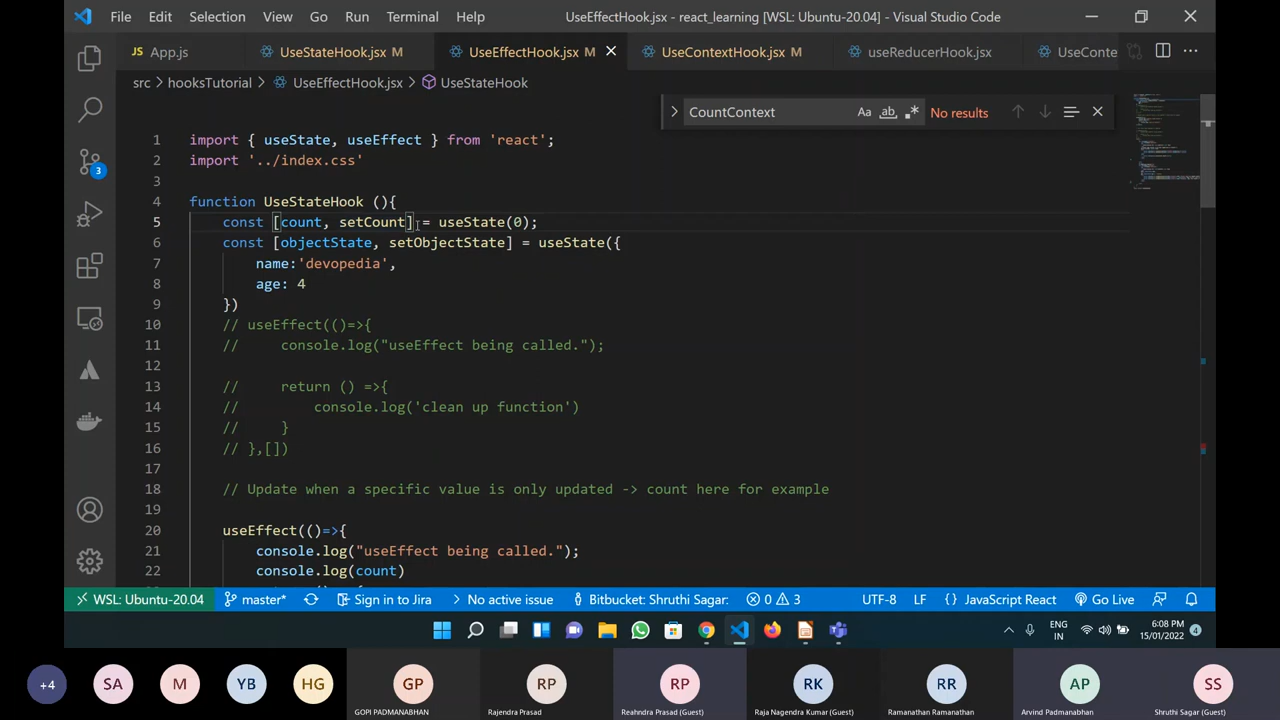 File Edit Selection View Go Run Terminal Help UseEffectHook.jsx - react_learning [WSL: Ubuntu-20.04] - Visual Studio Code
JS App.js UseStateHook.jsx M UseEffectHook.jsx M UseContextHook.jsx M useReducerHook.jsx UseConte
src > hooksTutorial > UseEffectHook.jsx > UseStateHook
CountContext Aa ab No results
1 import { useState, useEffect } from 'react';
2 import '../index.css'
3
4 function UseStateHook (){
5 const [count, setCount] = useState(0);
6 const [objectState, setObjectState] = useState({
7 name:'devopedia',
8 age: 4
9 })
10 // useEffect(()=>{
11 // console.log("useEffect being called.");
12
13 // return () =>{
14 // console.log('clean up function')
15 // }
16 // },[])
17
18 // Update when a specific value is only updated -> count here for example
19
20 useEffect(()=>{
21 console.log("useEffect being called.");
22 console.log(count)
3
WSL: Ubuntu-20.04 master* Sign in to Jira No active issue Bitbucket: Shruthi Sagar: 0 3 UTF-8 LF {} JavaScript React Go Live
ENG IN 6:08 PM 15/01/2022 4
+4 SA M YB HG GP RP RP RK RR AP SS
GOPI PADMANABHAN Rajendra Prasad Reahndra Prasad (Guest) Raja Nagendra Kumar (Guest) Ramanathan Ramanathan Arvind Padmanabhan Shruthi Sagar (Guest)